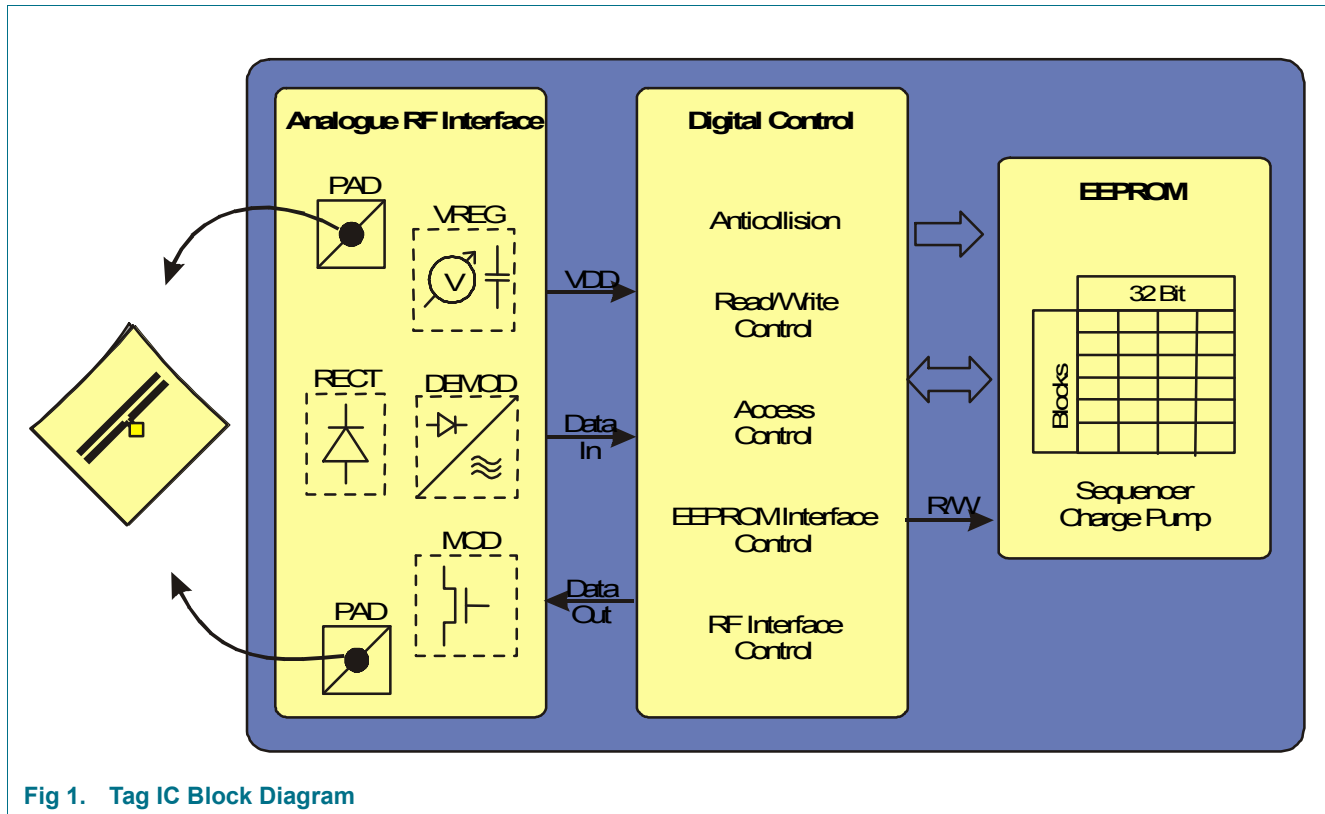 Analogue RF Interface
PAD
VREG
V
RECT
DEMOD
MOD
PAD
VDD
Data
In
Data
Out
Digital Control
Anticollision
Read/Write
Control
Access
Control
EEPROM Interface
Control
RF Interface
Control
R/W
EEPROM
32 Bit
Blocks
Sequencer
Charge Pump
Fig 1. Tag IC Block Diagram